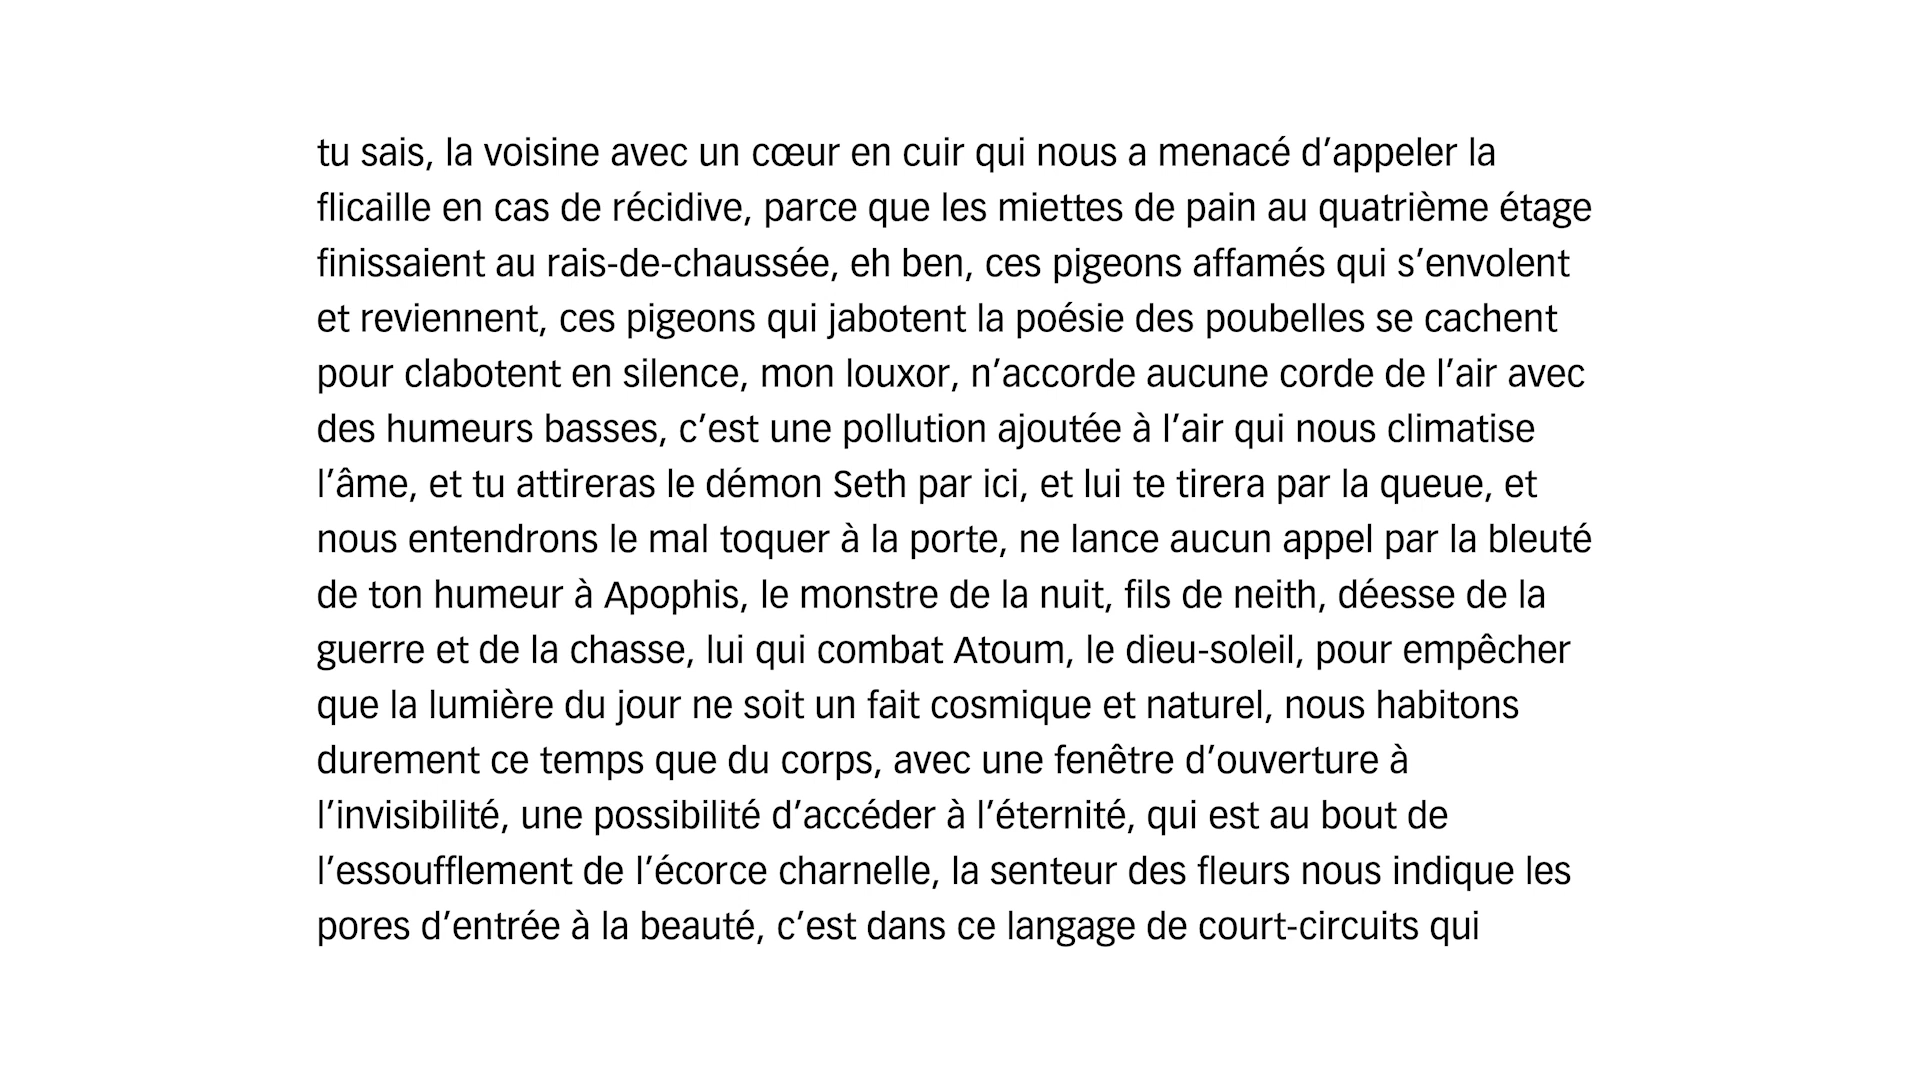 tu sais, la voisine avec un cœur en cuir qui nous a menacé d’appeler la
flicaille en cas de récidive, parce que les miettes de pain au quatrième étage
finissaient au rais-de-chaussée, eh ben, ces pigeons affamés qui s’envolent
et reviennent, ces pigeons qui jabotent la poésie des poubelles se cachent
pour clabotent en silence, mon louxor, n’accorde aucune corde de l’air avec
des humeurs basses, c’est une pollution ajoutée à l’air qui nous climatise
l’âme, et tu attireras le démon Seth par ici, et lui te tirera par la queue, et
nous entendrons le mal toquer à la porte, ne lance aucun appel par la bleuté
de ton humeur à Apophis, le monstre de la nuit, fils de neith, déesse de la
guerre et de la chasse, lui qui combat Atoum, le dieu-soleil, pour empêcher
que la lumière du jour ne soit un fait cosmique et naturel, nous habitons
durement ce temps que du corps, avec une fenêtre d’ouverture à
l’invisibilité, une possibilité d’accéder à l’éternité, qui est au bout de
l’essoufflement de l’écorce charnelle, la senteur des fleurs nous indique les
pores d’entrée à la beauté, c’est dans ce langage de court-circuits qui